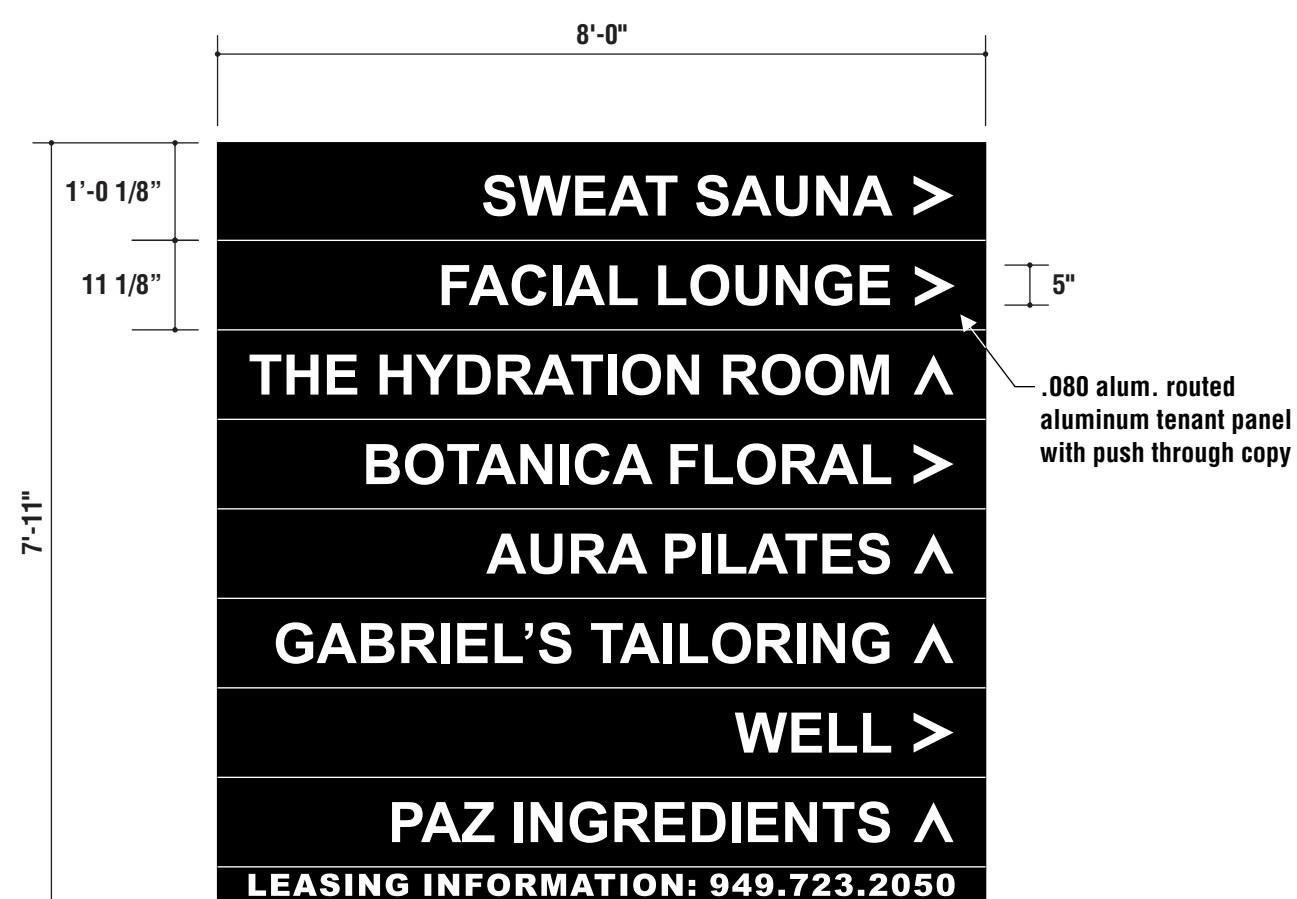 8'-0"
1’-0 1/8”
SWEAT SAUNA >
11 1/8”
FACIAL LOUNGE >
5"
THE HYDRATION ROOM ᐱ
.080 alum. routed
aluminum tenant panel
with push through copy
BOTANICA FLORAL >
7'-11"
AURA PILATES ᐱ
GABRIEL’S TAILORING ᐱ
WELL >
PAZ INGREDIENTS ᐱ
LEASING INFORMATION: 949.723.2050